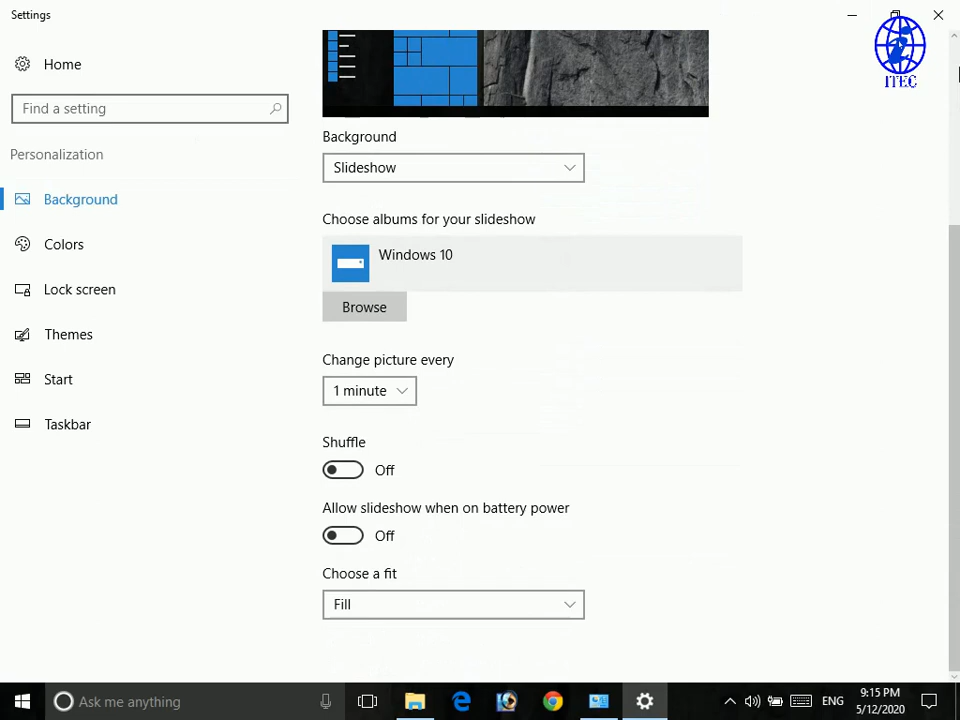 Settings
ITEC
Home
Find a setting
Personalization
Background
Colors
Lock screen
Themes
Start
Taskbar
Background
Slideshow
Choose albums for your slideshow
Windows 10
Browse
Change picture every
1 minute
Shuffle
Off
Allow slideshow when on battery power
Off
Choose a fit
Fill
Ask me anything
ENG
9:15 PM
5/12/2020